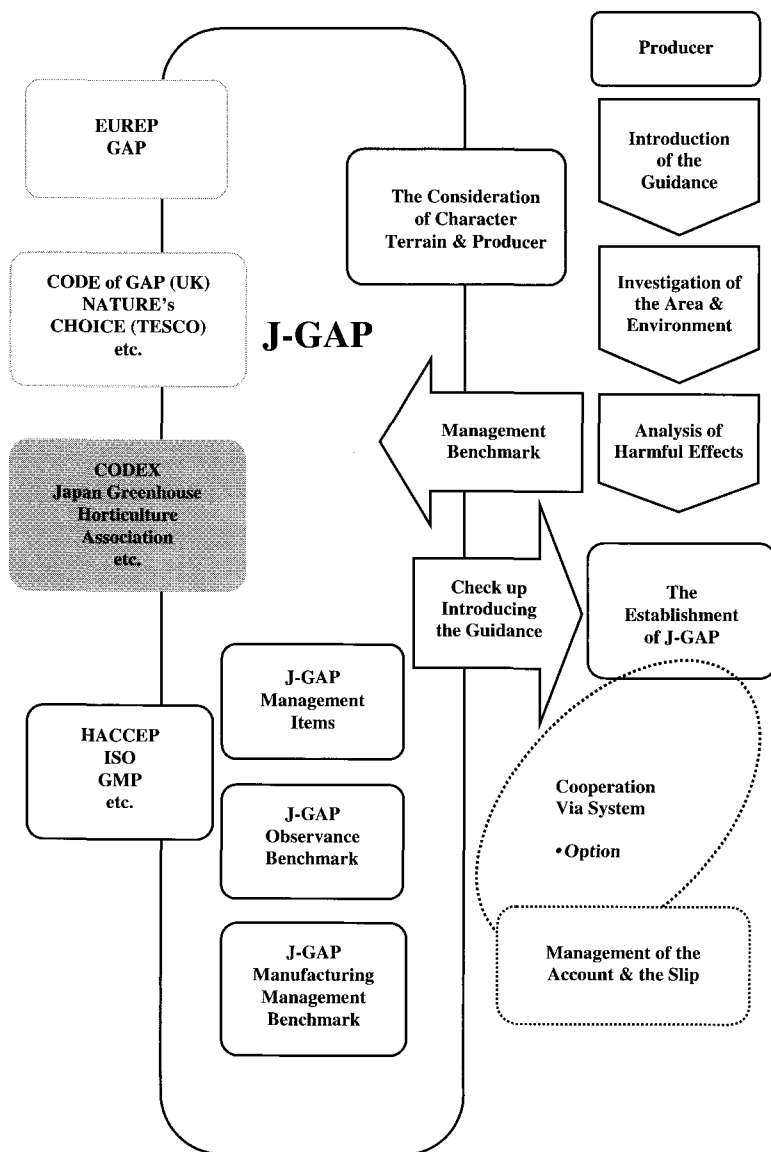 EUREP
GAP
CODE of GAP (UK)
NATURE's
CHOICE (TESCO)
etc.
CODEX
Japan Greenhouse
Horticulture
Association
etc.
HACCEP
ISO
GMP
etc.
J-GAP
J-GAP
Management
Items
J-GAP
Observance
Benchmark
J-GAP
Manufacturing
Management
Benchmark
The Consideration
of Character
Terrain & Producer
Management
Benchmark
Check up
Introducing
the Guidance
Producer
Introduction
of the
Guidance
Investigation of
the Area &
Environment
Analysis of
Harmful Effects
The
Establishment
of J-GAP
Cooperation
Via System
•Option
Management of the
Account & the Slip